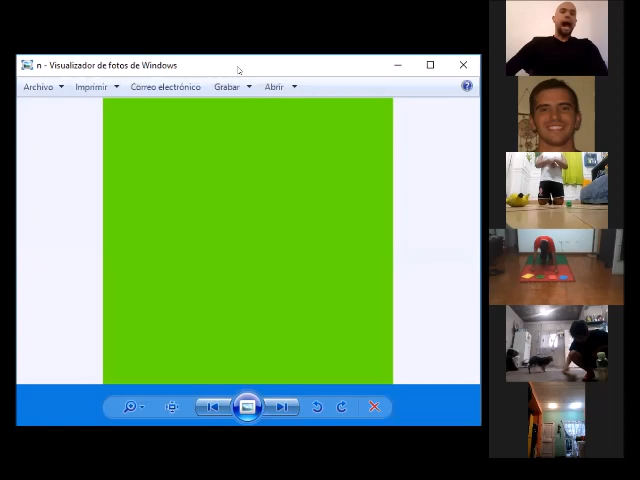 n - Visualizador de fotos de Windows
Archivo Imprimir Correo electrónico Grabar Abrir